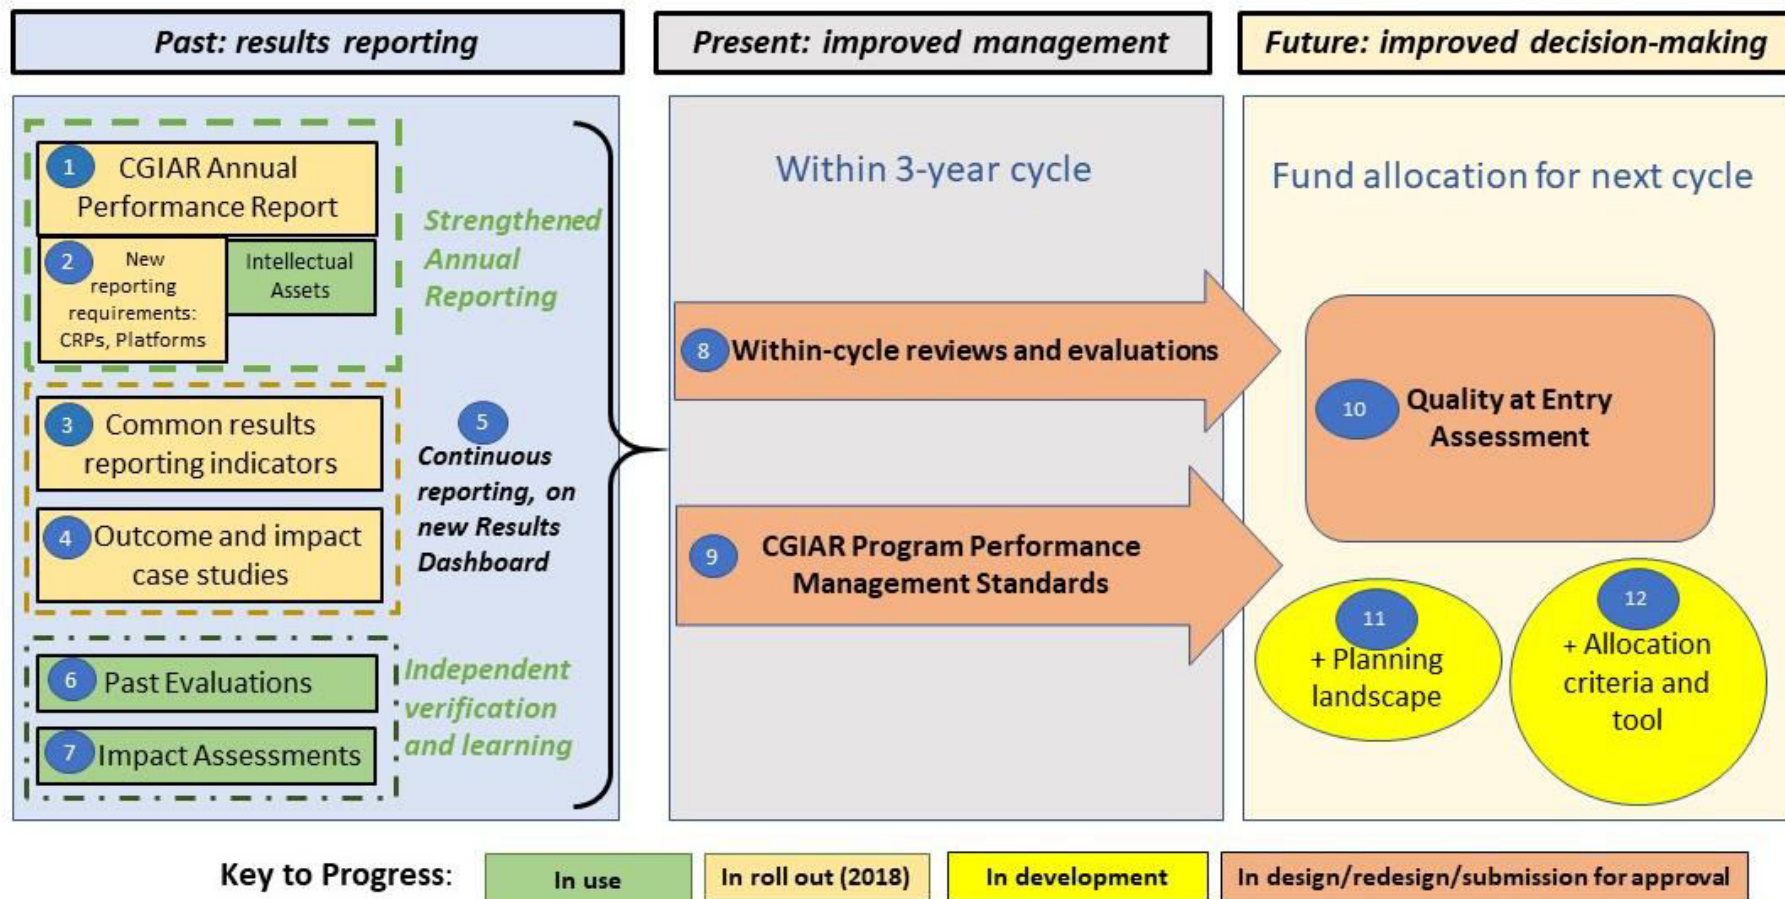 Past: results reporting
Present: improved management
Future: improved decision-making
1
CGIAR Annual
Performance Report
2
New
reporting
requirements:
CRPs, Platforms
Intellectual
Assets
Strengthened
Annual
Reporting
3
Common results
reporting indicators
4
Outcome and impact
case studies
5
Continuous
reporting, on
new Results
Dashboard
6
Past Evaluations
7
Impact Assessments
Independent
verification
and learning
Within 3-year cycle
8
Within-cycle reviews and evaluations
9
CGIAR Program Performance
Management Standards
Fund allocation for next cycle
10
Quality at Entry
Assessment
11
+ Planning
landscape
12
+ Allocation
criteria and
tool
Key to Progress:
In use
In roll out (2018)
In development
In design/redesign/submission for approval